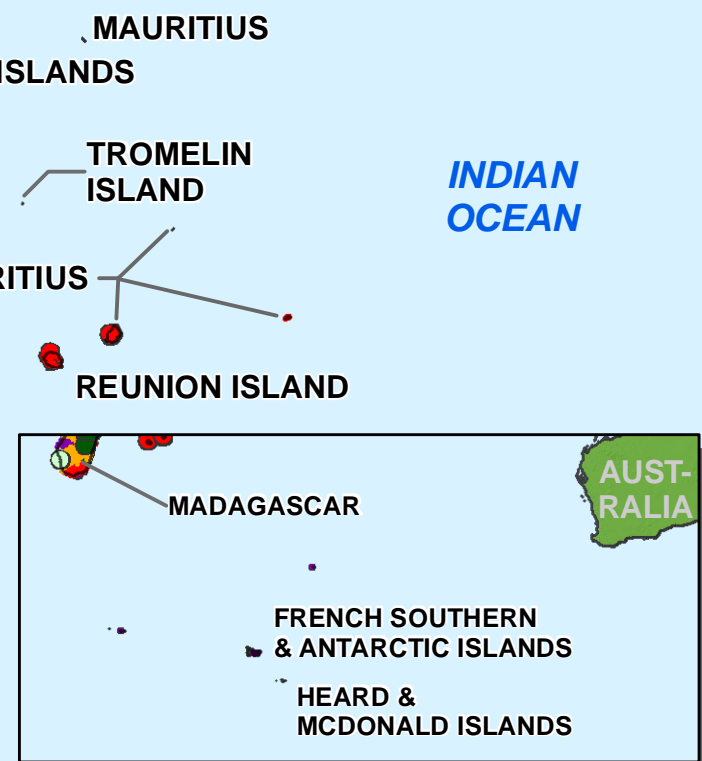 MAURITIUS
ISLANDS
TROMELIN
ISLAND
INDIAN
OCEAN
RITIUS
REUNION ISLAND
AUST-
RALIA
MADAGASCAR
FRENCH SOUTHERN
& ANTARCTIC ISLANDS
HEARD &
MCDONALD ISLANDS